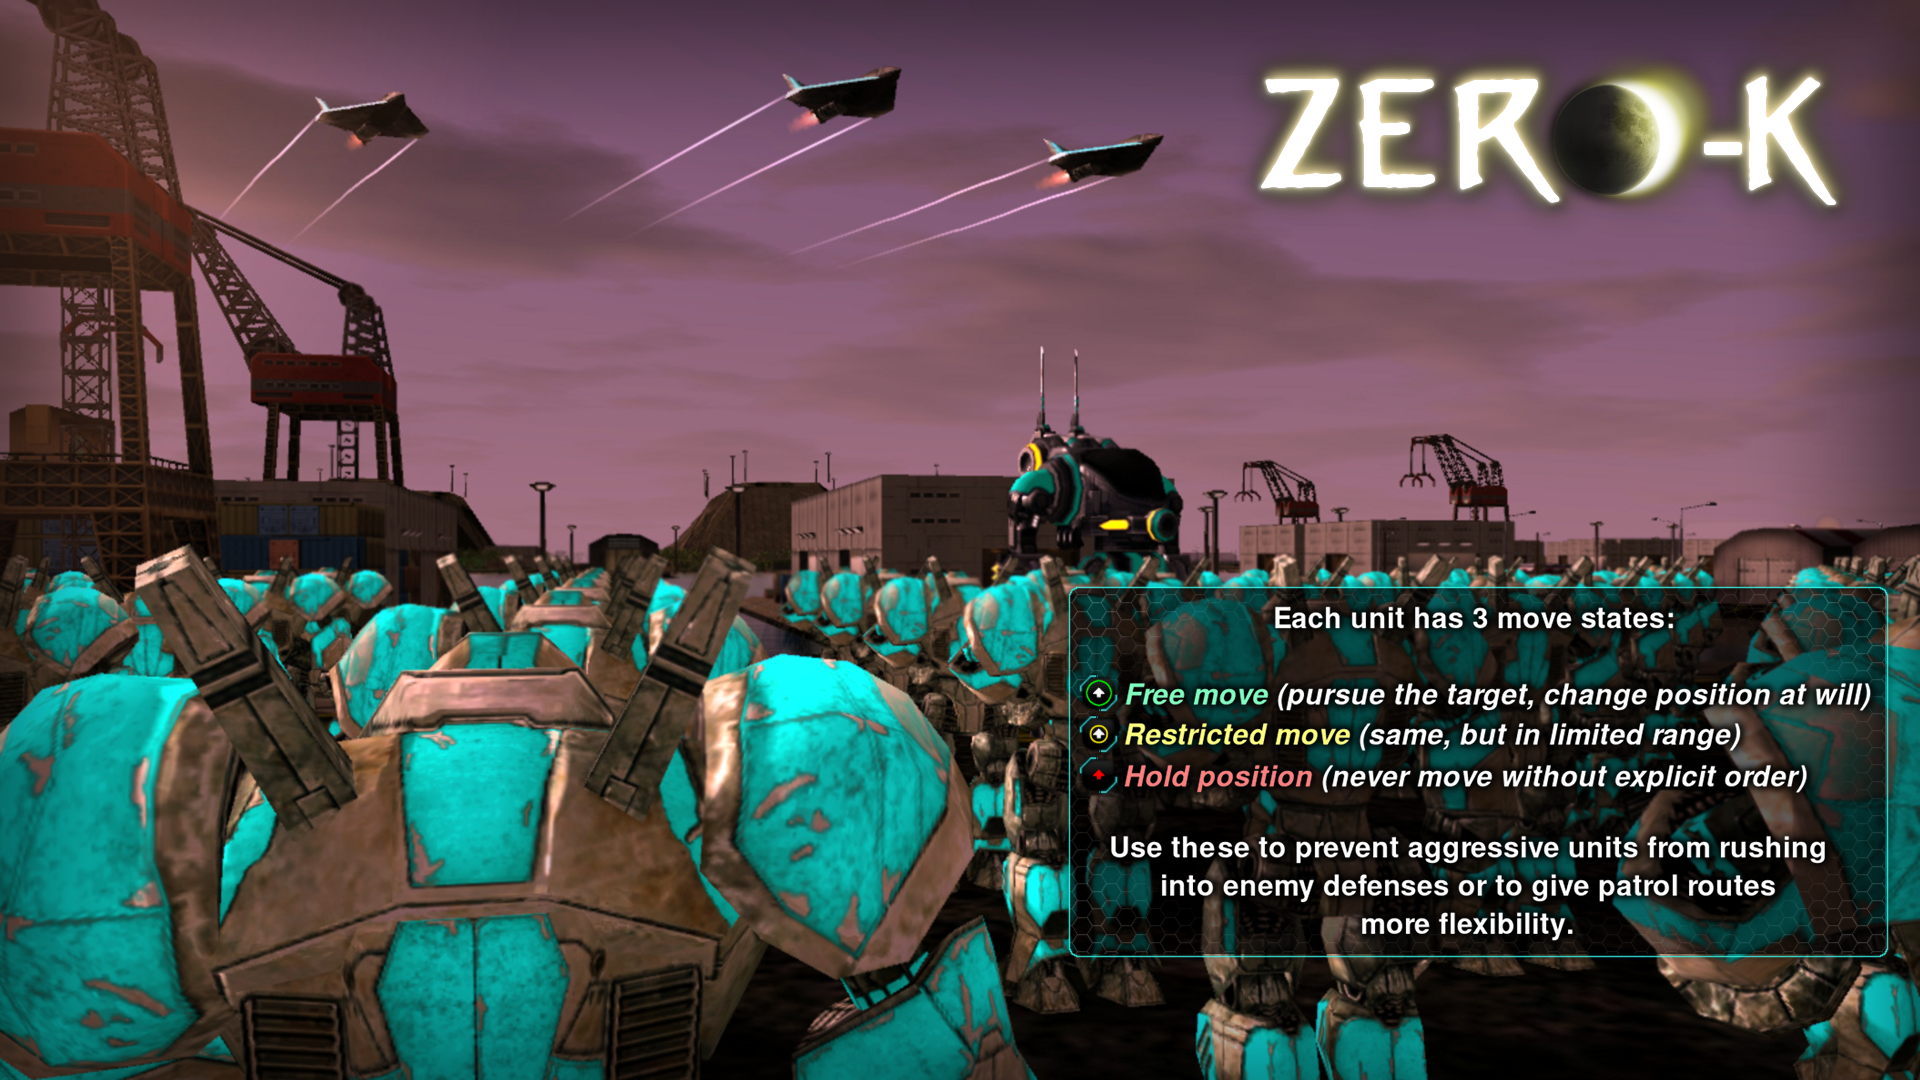 ZERO-K
Each unit has 3 move states:
Free move (pursue the target, change position at will)
Restricted move (same, but in limited range)
Hold position (never move without explicit order)
Use these to prevent aggressive units from rushing
into enemy defenses or to give patrol routes
more flexibility.